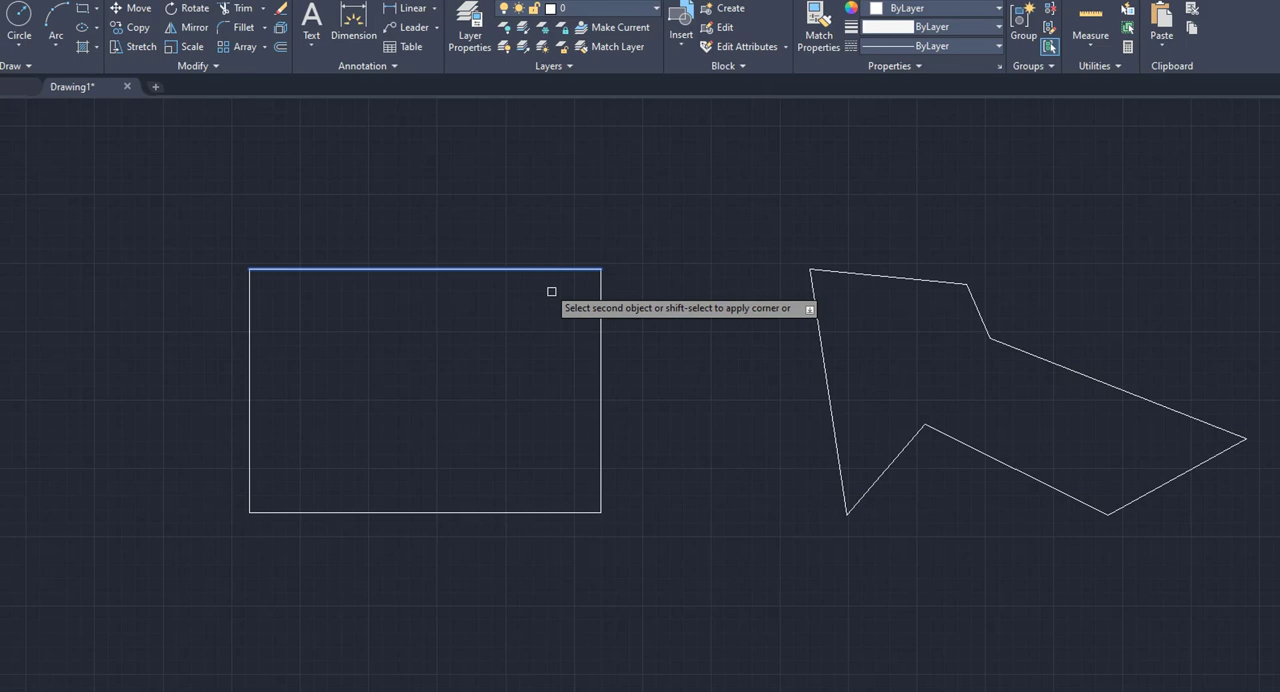 Move Rotate Trim Linear 0 Create ByLayer
Circle Arc Copy Mirror Fillet Text Dimension Leader Layer Properties Make Current Insert Edit Match Properties ByLayer Group Measure Paste
Stretch Scale Array Table Match Layer Edit Attributes ByLayer
Draw Modify Annotation Layers Block Properties Groups Utilities Clipboard
Drawing1*
Select second object or shift-select to apply corner or